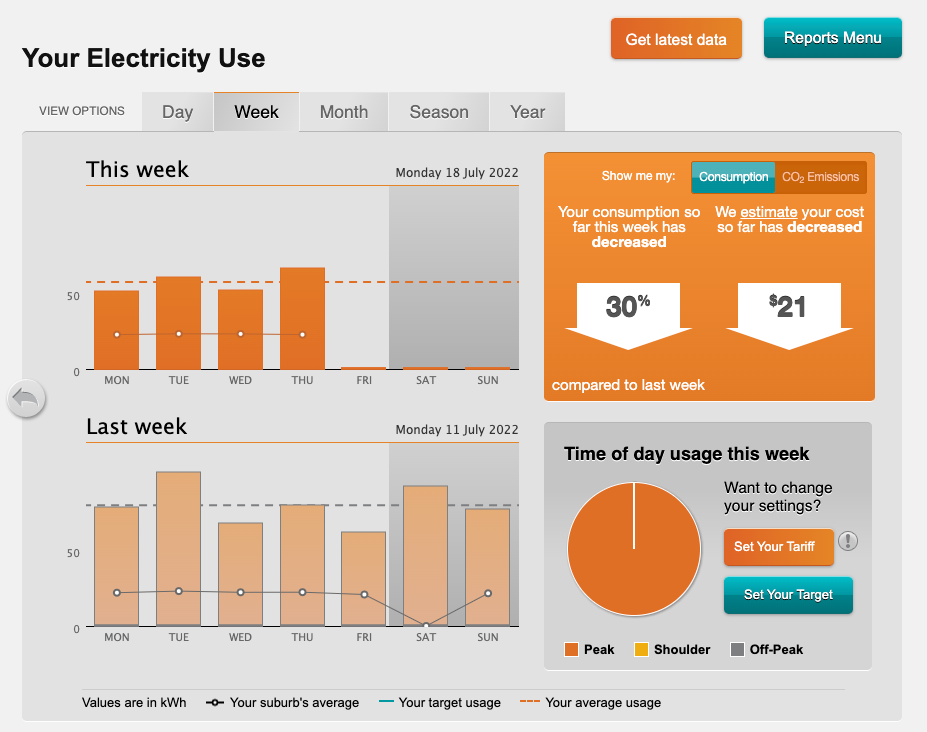 Your Electricity Use
Get latest data
Reports Menu
VIEW OPTIONS
Day
Week
Month
Season
Year
This week
Monday 18 July 2022
50
0
MON TUE WED THU FRI SAT SUN
Last week
Monday 11 July 2022
50
0
MON TUE WED THU FRI SAT SUN
Show me my:
Consumption
CO₂ Emissions
Your consumption so
far this week has
decreased
We estimate your cost
so far has decreased
30%
$21
compared to last week
Time of day usage this week
Want to change
your settings?
Set Your Tariff
!
Set Your Target
Peak
Shoulder
Off-Peak
Values are in kWh
Your suburb's average
Your target usage
Your average usage